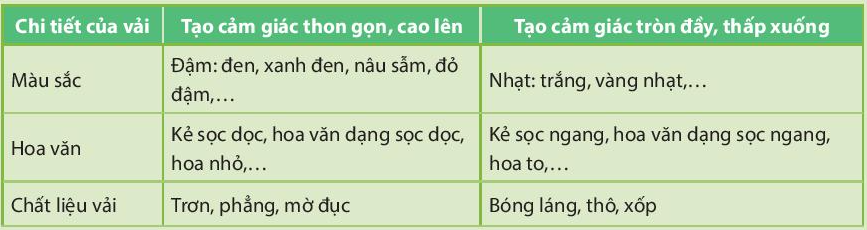 Chi tiết của vải
Tạo cảm giác thon gọn, cao lên
Tạo cảm giác tròn đầy, thấp xuống
Màu sắc
Đậm: đen, xanh đen, nâu sẫm, đỏ
đậm,…
Nhạt: trắng, vàng nhạt,…
Hoa văn
Kẻ sọc dọc, hoa văn dạng sọc dọc,
hoa nhỏ,…
Kẻ sọc ngang, hoa văn dạng sọc ngang,
hoa to,…
Chất liệu vải
Trơn, phẳng, mờ đục
Bóng láng, thô, xốp